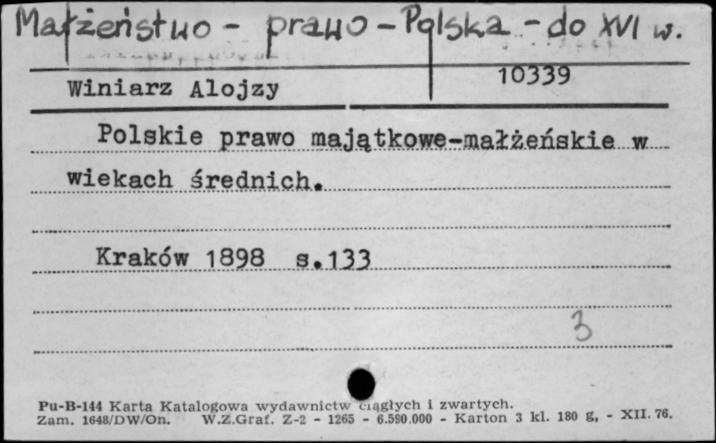 Małżeństwo - prawo - Polska - do XVI w.
Winiarz Alojzy 10339
Polskie prawo majątkowe-małżeńskie w
wiekach średnich.
Kraków 1898 s.133
3
Pu-B-144 Karta Katalogowa wydawnictw ciągłych i zwartych.
Zam. 1648/DW/On. W.Z.Graf. Z-2 - 1265 - 6.590.000 - Karton 3 kl. 180 g, - XII. 76.